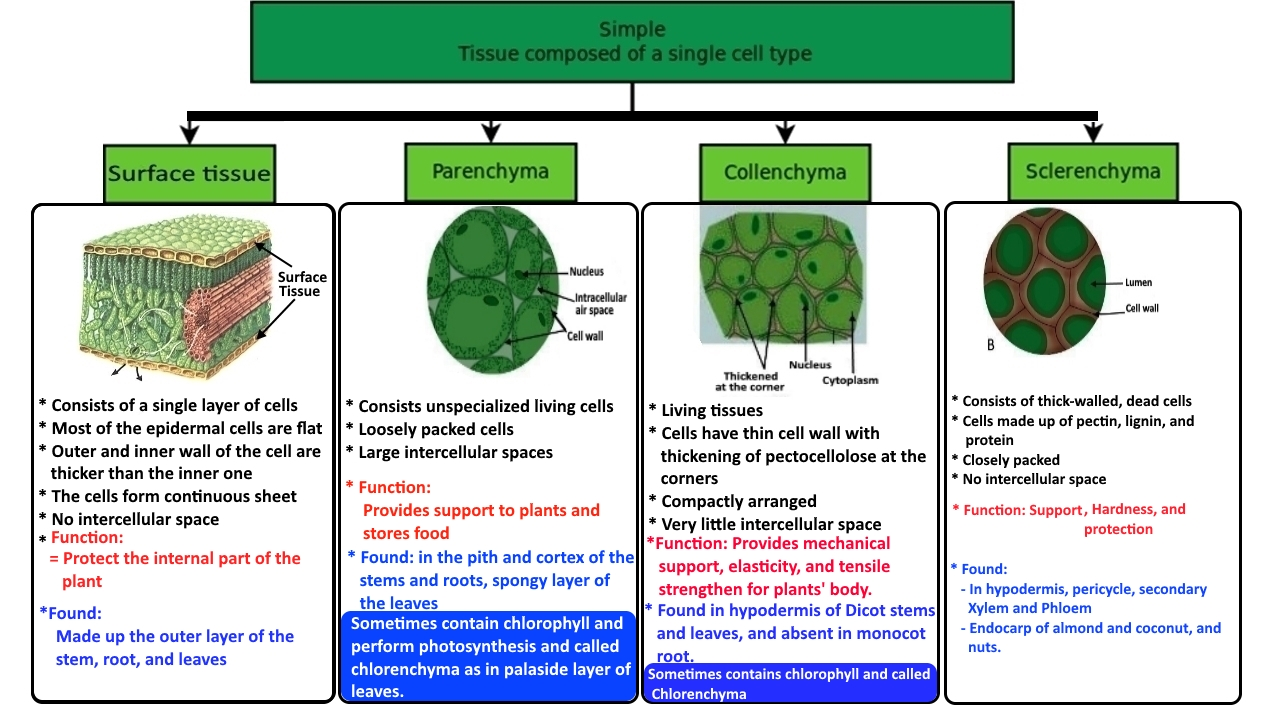 Simple
Tissue composed of a single cell type
Surface tissue
Surface
Tissue
* Consists of a single layer of cells
* Most of the epidermal cells are flat
* Outer and inner wall of the cell are
thicker than the inner one
* The cells form continuous sheet
* No intercellular space
* Function:
= Protect the internal part of the
plant
*Found:
Made up the outer layer of the
stem, root, and leaves
Parenchyma
Nucleus
Intracellular
air space
Cell wall
* Consists unspecialized living cells
* Loosely packed cells
* Large intercellular spaces
* Function:
Provides support to plants and
stores food
* Found: in the pith and cortex of the
stems and roots, spongy layer of
the leaves
Sometimes contain chlorophyll and
perform photosynthesis and called
chlorenchyma as in palaside layer of
leaves.
Collenchyma
Thickened
at the corner
Nucleus
Cytoplasm
* Living tissues
* Cells have thin cell wall with
thickening of pectocellolose at the
corners
* Compactly arranged
* Very little intercellular space
*Function: Provides mechanical
support, elasticity, and tensile
strengthen for plants' body.
* Found in hypodermis of Dicot stems
and leaves, and absent in monocot
root.
Sometimes contains chlorophyll and called
Chlorenchyma
Sclerenchyma
Lumen
Cell wall
B
* Consists of thick-walled, dead cells
* Cells made up of pectin, lignin, and
protein
* Closely packed
* No intercellular space
* Function: Support, Hardness, and
protection
* Found:
- In hypodermis, pericycle, secondary
Xylem and Phloem
- Endocarp of almond and coconut, and
nuts.